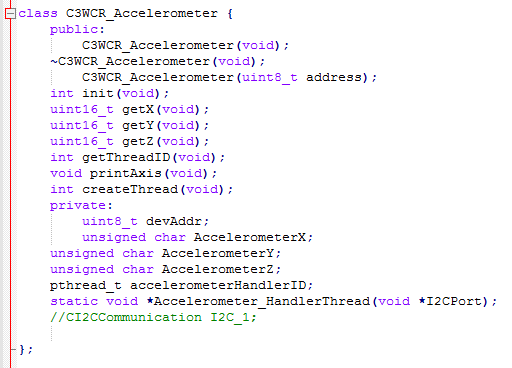 class C3WCR_Accelerometer {
public:
C3WCR_Accelerometer(void);
~C3WCR_Accelerometer(void);
C3WCR_Accelerometer(uint8_t address);
int init(void);
uint16_t getX(void);
uint16_t getY(void);
uint16_t getZ(void);
int getThreadID(void);
void printAxis(void);
int createThread(void);
private:
uint8_t devAddr;
unsigned char AccelerometerX;
unsigned char AccelerometerY;
unsigned char AccelerometerZ;
pthread_t accelerometerHandlerID;
static void *Accelerometer_HandlerThread(void *I2CPort);
//CI2CCommunication I2C_1;
};